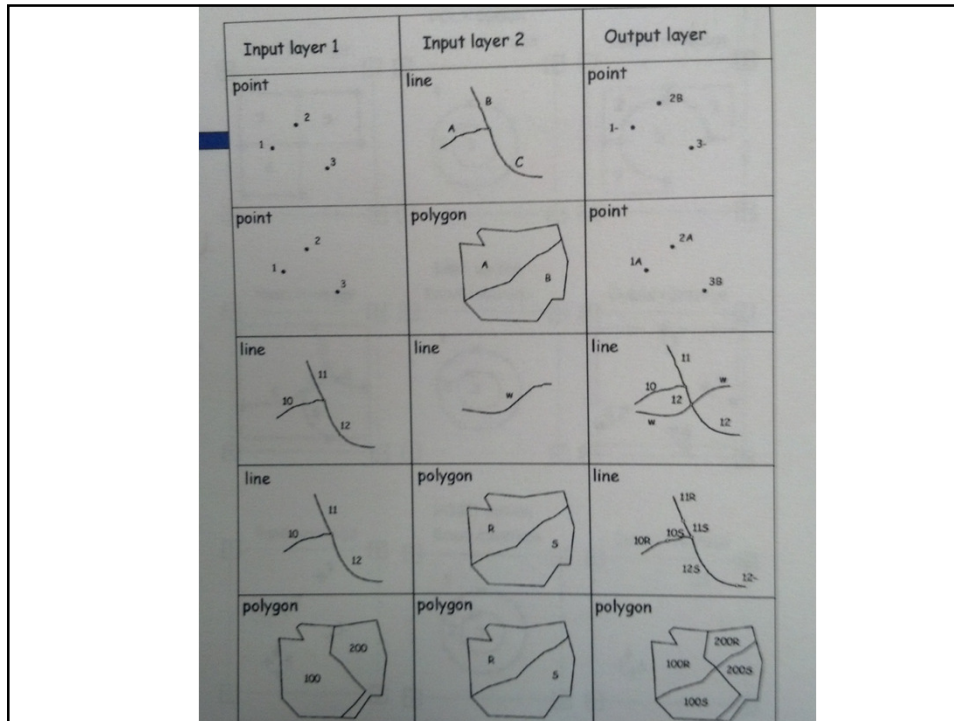 Input layer 1
Input layer 2
Output layer
point
2
1
3
line
B
A
C
point
2B
1-
3-
point
2
1
3
polygon
A
B
point
2A
1A
3B
line
11
10
12
line
w
line
11
10
w
12
w
12
line
11
10
12
polygon
R
S
line
11R
10R 10S 11S
12S
12-
polygon
200
100
polygon
R
S
polygon
200R
100R
200S
100S